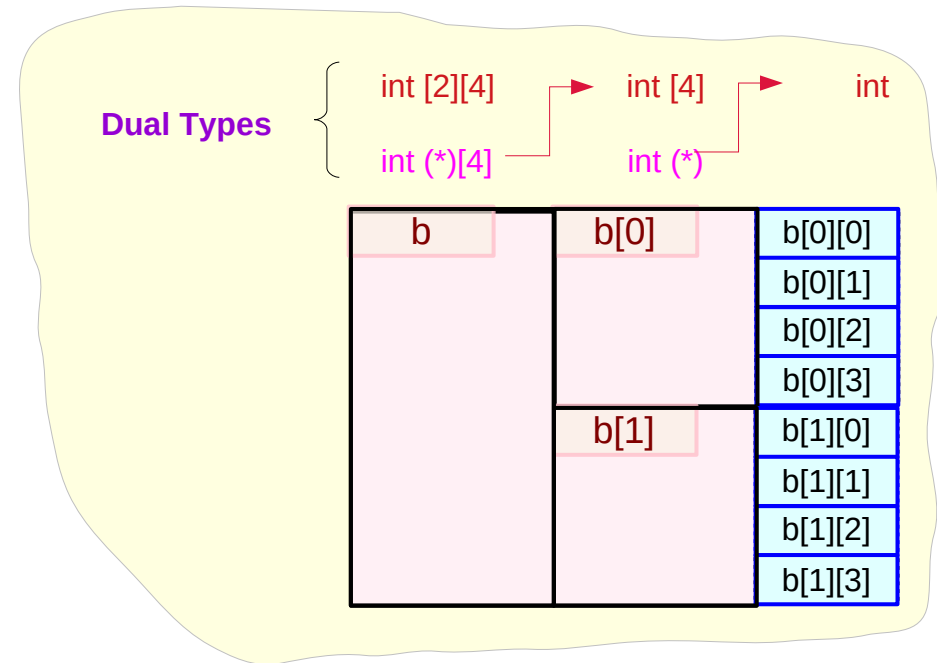 int [2][4] int [4] int
Dual Types
int (*)[4] int (*)
b b[0] b[0][0]
b[0][1]
b[0][2]
b[0][3]
b[1] b[1][0]
b[1][1]
b[1][2]
b[1][3]